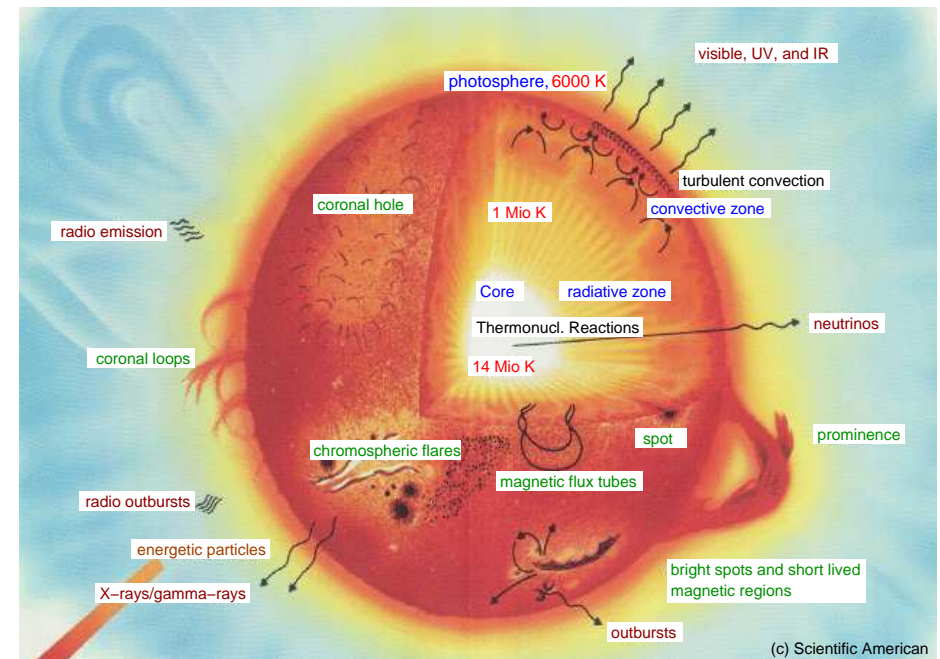 visible, UV, and IR
photosphere, 6000 K
turbulent convection
coronal hole
1 Mio K
convective zone
radio emission
Core
radiative zone
Thermonucl. Reactions
neutrinos
coronal loops
14 Mio K
prominence
spot
chromospheric flares
magnetic flux tubes
radio outbursts
energetic particles
bright spots and short lived
magnetic regions
X−rays/gamma−rays
outbursts
(c) Scientific American